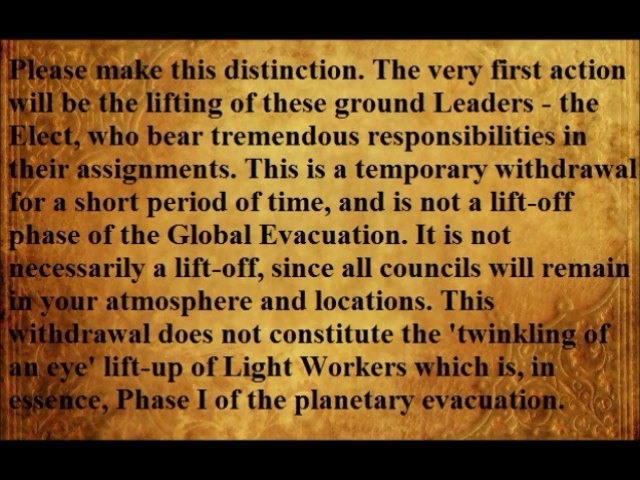 Please make this distinction. The very first action
will be the lifting of these ground Leaders - the
Elect, who bear tremendous responsibilities in
their assignments. This is a temporary withdrawal
for a short period of time, and is not a lift-off
phase of the Global Evacuation. It is not
necessarily a lift-off, since all councils will remain
in your atmosphere and locations. This
withdrawal does not constitute the 'twinkling of
an eye' lift-up of Light Workers which is, in
essence, Phase I of the planetary evacuation.